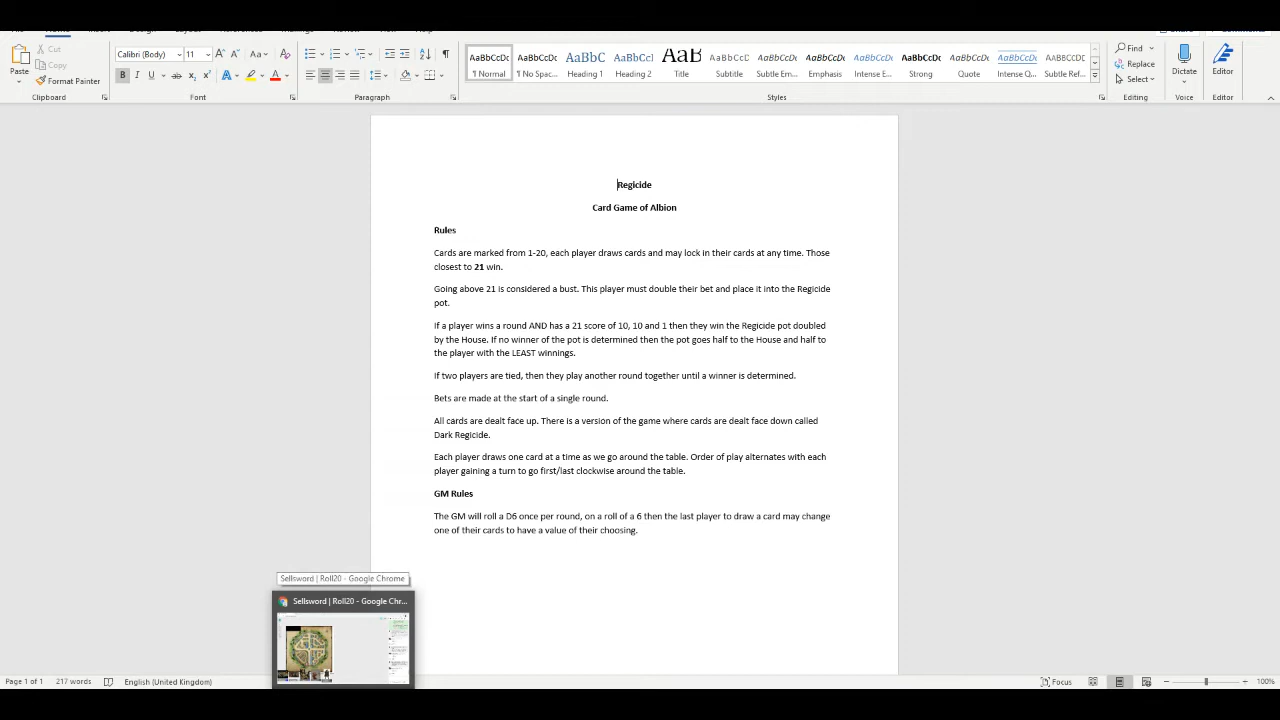 Cut
Calibri (Body) 11
Find
Paste
Copy
Replace
Format Painter
¶ Normal ¶ No Spac... Heading 1 Heading 2 Title Subtitle Subtle Em... Emphasis Intense E... Strong Quote Intense Q... Subtle Ref...
Select
Dictate
Editor
Clipboard
Font
Paragraph
Styles
Editing
Voice
Editor
Regicide
Card Game of Albion
Rules
Cards are marked from 1-20, each player draws cards and may lock in their cards at any time. Those
closest to 21 win.
Going above 21 is considered a bust. This player must double their bet and place it into the Regicide
pot.
If a player wins a round AND has a 21 score of 10, 10 and 1 then they win the Regicide pot doubled
by the House. If no winner of the pot is determined then the pot goes half to the House and half to
the player with the LEAST winnings.
If two players are tied, then they play another round together until a winner is determined.
Bets are made at the start of a single round.
All cards are dealt face up. There is a version of the game where cards are dealt face down called
Dark Regicide.
Each player draws one card at a time as we go around the table. Order of play alternates with each
player gaining a turn to go first/last clockwise around the table.
GM Rules
The GM will roll a D6 once per round, on a roll of a 6 then the last player to draw a card may change
one of their cards to have a value of their choosing.
Sellsword | Roll20 - Google Chrome
Sellsword | Roll20 - Google Chr...
Page 1 of 1 217 words English (United Kingdom) Focus 100%